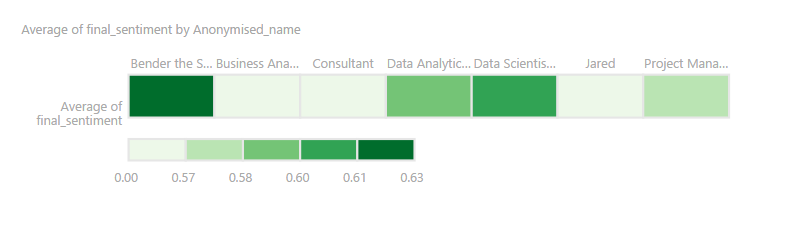 Average of final_sentiment by Anonymised_name
Bender the S... Business Ana... Consultant Data Analytic... Data Scientis... Jared Project Mana...
Average of
final_sentiment
0.00 0.57 0.58 0.60 0.61 0.63